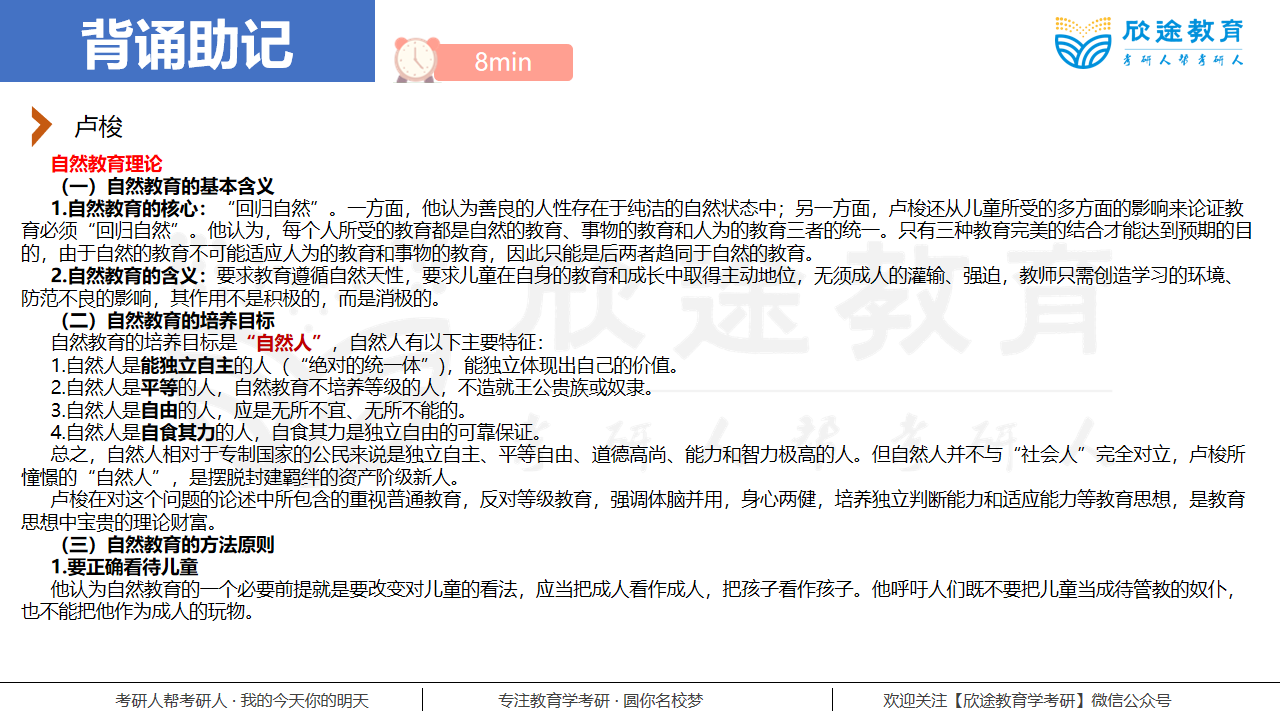 背诵助记
8min
欣途教育
考研人帮考研人
卢梭
自然教育理论
（一）自然教育的基本含义
1.自然教育的核心：“回归自然”。一方面，他认为善良的人性存在于纯洁的自然状态中；另一方面，卢梭还从儿童所受的多方面的影响来论证教
育必须“回归自然”。他认为，每个人所受的教育都是自然的教育、事物的教育和人为的教育三者的统一。只有三种教育完美的结合才能达到预期的目
的，由于自然的教育不可能适应人为的教育和事物的教育，因此只能是后两者趋同于自然的教育。
2.自然教育的含义：要求教育遵循自然天性，要求儿童在自身的教育和成长中取得主动地位，无须成人的灌输、强迫，教师只需创造学习的环境、
防范不良的影响，其作用不是积极的，而是消极的。
（二）自然教育的培养目标
自然教育的培养目标是“自然人”，自然人有以下主要特征：
1.自然人是能独立自主的人（“绝对的统一体”)，能独立体现出自己的价值。
2.自然人是平等的人，自然教育不培养等级的人，不造就王公贵族或奴隶。
3.自然人是自由的人，应是无所不宜、无所不能的。
4.自然人是自食其力的人，自食其力是独立自由的可靠保证。
总之，自然人相对于专制国家的公民来说是独立自主、平等自由、道德高尚、能力和智力极高的人。但自然人并不与“社会人”完全对立，卢梭所
憧憬的“自然人”，是摆脱封建羁绊的资产阶级新人。
卢梭在对这个问题的论述中所包含的重视普通教育，反对等级教育，强调体脑并用，身心两健，培养独立判断能力和适应能力等教育思想，是教育
思想中宝贵的理论财富。
（三）自然教育的方法原则
1.要正确看待儿童
他认为自然教育的一个必要前提就是要改变对儿童的看法，应当把成人看作成人，把孩子看作孩子。他呼吁人们既不要把儿童当成待管教的奴仆，
也不能把他作为成人的玩物。
欣途教育
考研人帮考研人
考研人帮考研人 · 我的今天你的明天
专注教育学考研 · 圆你名校梦
欢迎关注【欣途教育学考研】微信公众号